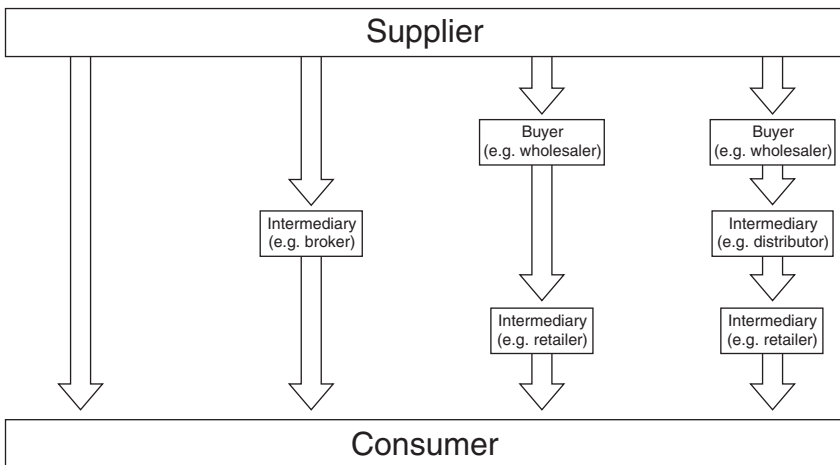 Supplier
Buyer
(e.g. wholesaler)
Buyer
(e.g. wholesaler)
Intermediary
(e.g. broker)
Intermediary
(e.g. distributor)
Intermediary
(e.g. retailer)
Intermediary
(e.g. retailer)
Consumer